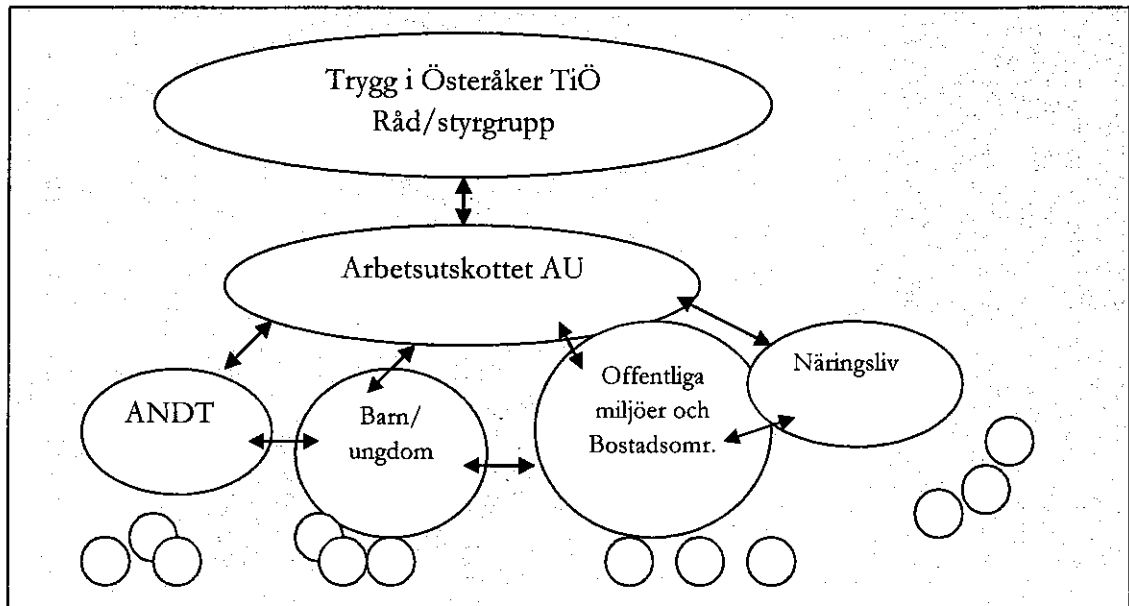 Trygg i Österåker TiÖ
Råd/styrgrupp
Arbetsutskottet AU
ANDT
Barn/
ungdom
Offentliga
miljöer och
Bostadsomr.
Näringsliv